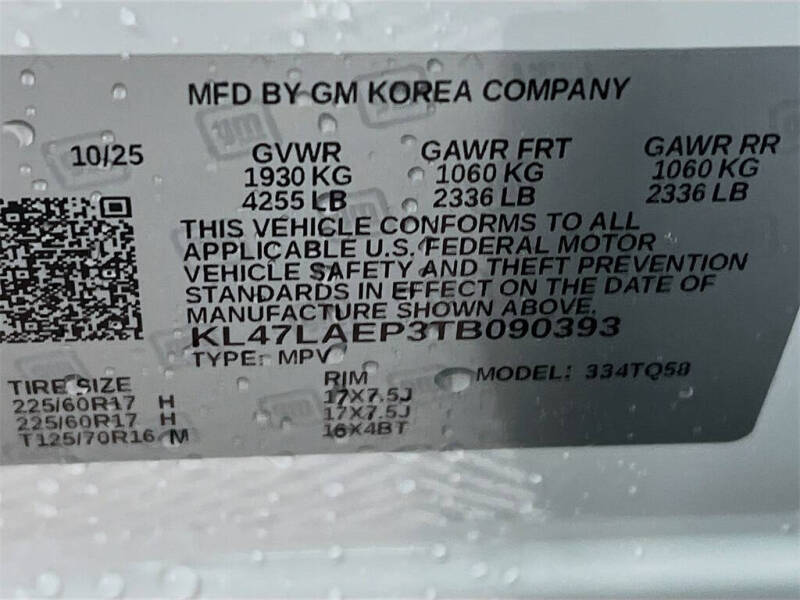 MFD BY GM KOREA COMPANY
10/25 GVWR GAWR FRT GAWR RR
1930 KG 1060 KG 1060 KG
4255 LB 2336 LB 2336 LB
THIS VEHICLE CONFORMS TO ALL
APPLICABLE U.S. FEDERAL MOTOR
VEHICLE SAFETY AND THEFT PREVENTION
STANDARDS IN EFFECT ON THE DATE OF
MANUFACTURE SHOWN ABOVE.
KL47LAEP3TB090393
TYPE: MPV
MODEL: 334TQ58
TIRE SIZE RIM
225/60R17 H 17X7.5J
225/60R17 H 17X7.5J
T125/70R16 M 16X4BT